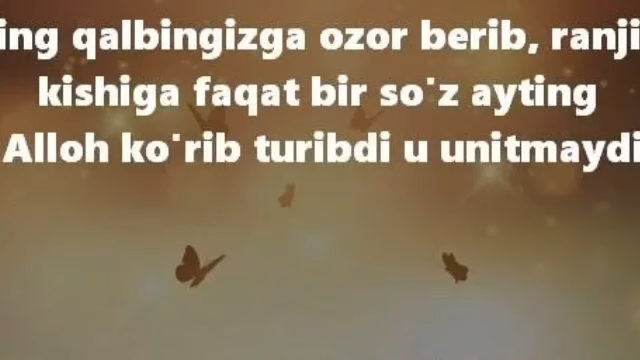 ing qalbingizga ozor berib, ranji
kishiga faqat bir so'z ayting
Alloh ko'rib turibdi u unitmaydi